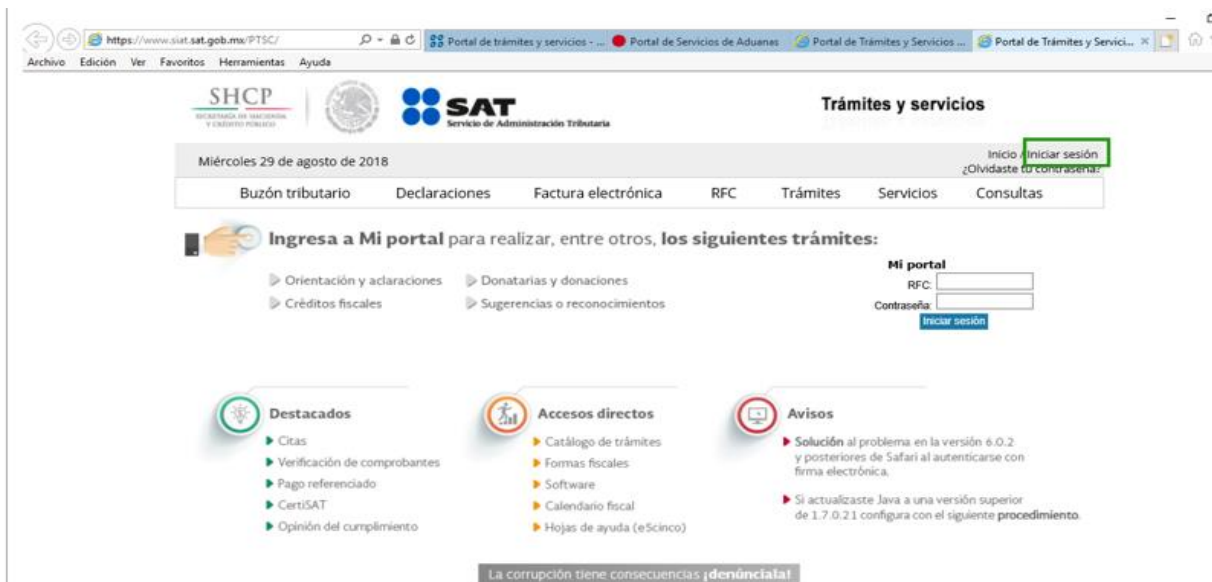 https://www.siat.sat.gob.mx/PTSC/
Portal de trámites y servicios - ...
Portal de Servicios de Aduanas
Portal de Trámites y Servicios ...
Portal de Trámites y Servici...
Archivo Edición Ver Favoritos Herramientas Ayuda
SHCP
SECRETARÍA DE HACIENDA
Y CRÉDITO PÚBLICO
SAT
Servicio de Administración Tributaria
Trámites y servicios
Miércoles 29 de agosto de 2018
Inicio / Iniciar sesión
¿Olvidaste tu contraseña?
Buzón tributario Declaraciones Factura electrónica RFC Trámites Servicios Consultas
Ingresa a Mi portal para realizar, entre otros, los siguientes trámites:
Orientación y aclaraciones
Donatarias y donaciones
Créditos fiscales
Sugerencias o reconocimientos
Mi portal
RFC:
Contraseña:
Iniciar sesión
Destacados
Citas
Verificación de comprobantes
Pago referenciado
CertiSAT
Opinión del cumplimiento
Accesos directos
Catálogo de trámites
Formas fiscales
Software
Calendario fiscal
Hojas de ayuda (e5cinco)
Avisos
Solución al problema en la versión 6.0.2
y posteriores de Safari al autenticarse con
firma electrónica.
Si actualizaste Java a una versión superior
de 1.7.0.21 configura con el siguiente procedimiento.
La corrupción tiene consecuencias ¡denúnciala!